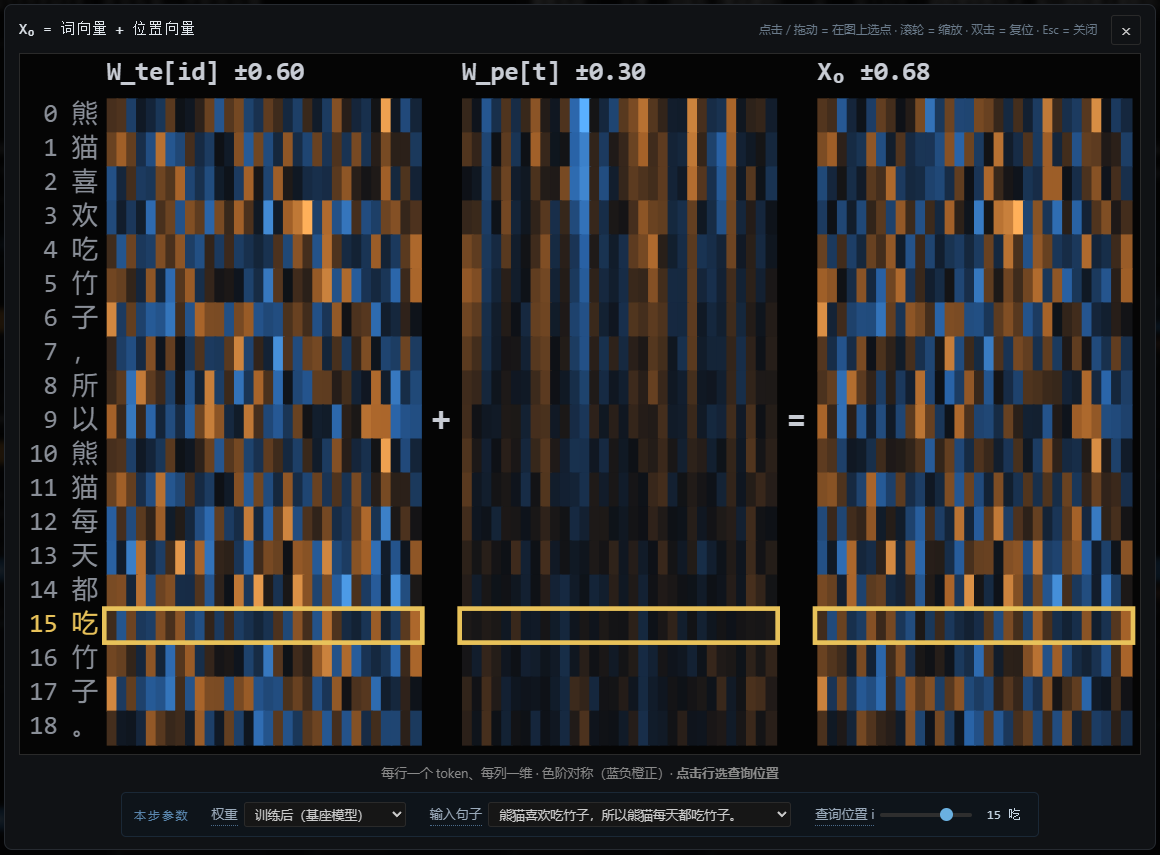 X₀ = 词向量 + 位置向量
点击 / 拖动 = 在图上选点 · 滚轮 = 缩放 · 双击 = 复位 · Esc = 关闭
×
W_te[id] ±0.60
W_pe[t] ±0.30
X₀ ±0.68
0 熊
1 猫
2 喜
3 欢
4 吃
5 竹
6 子
7 ，
8 所
9 以
+
=
10 熊
11 猫
12 每
13 天
14 都
15 吃
16 竹
17 子
18 。
每行一个 token、每列一维 · 色阶对称（蓝负橙正）· 点击行选查询位置
本步参数
权重
训练后（基座模型）
输入句子
熊猫喜欢吃竹子，所以熊猫每天都吃竹子。
查询位置 i
15 吃